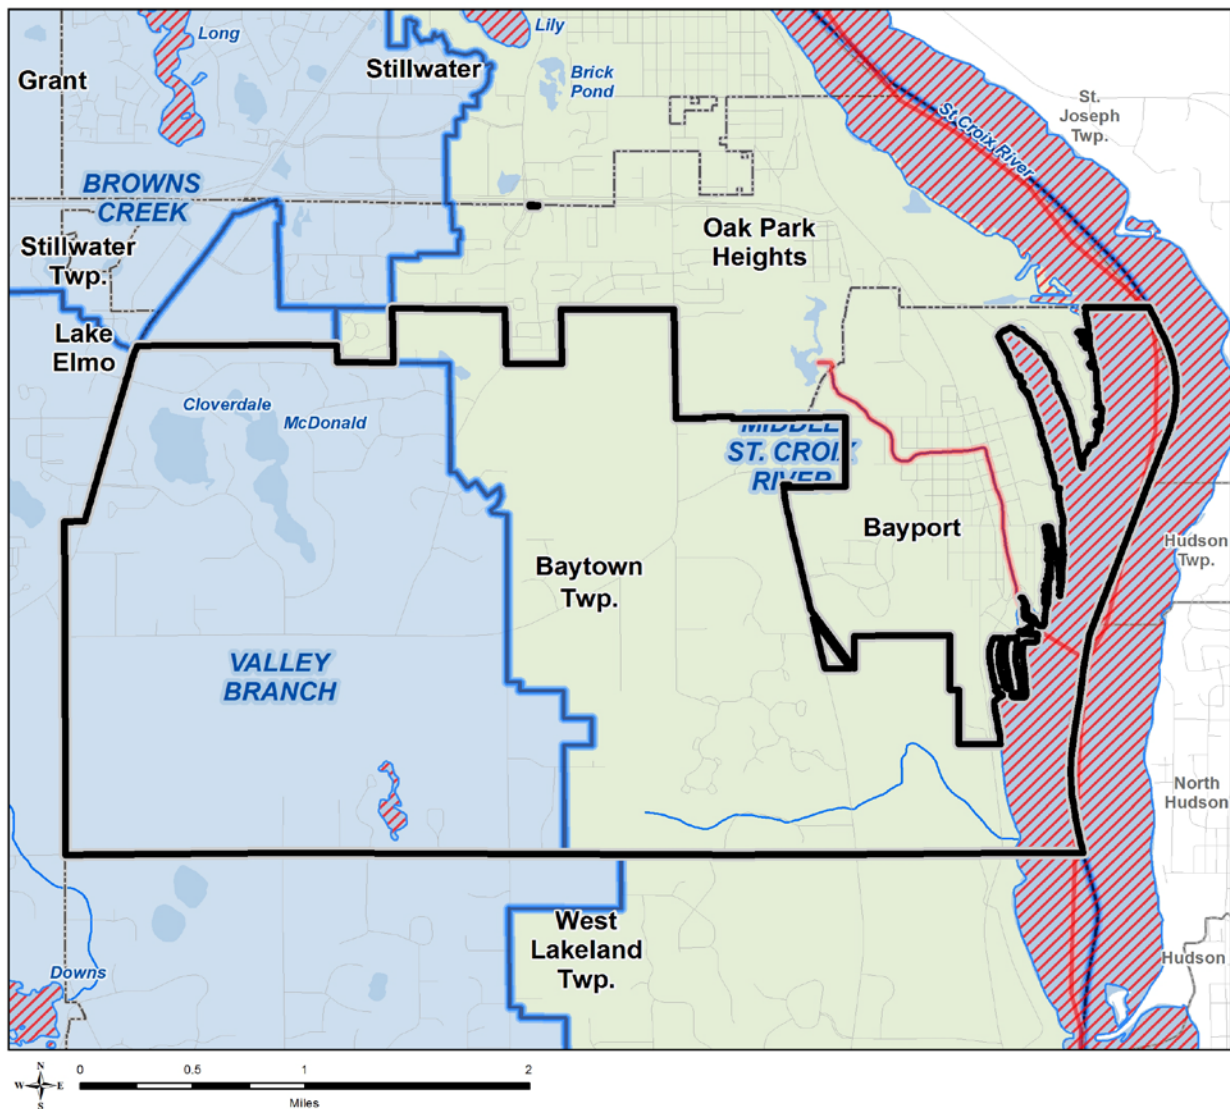 Long
Lily
Grant
Stillwater
Brick
Pond
St.
Joseph
Twp.
St Croix River
BROWNS
CREEK
Oak Park
Heights
Stillwater
Twp.
Lake
Elmo
Cloverdale
McDonald
MIDDLE
ST. CROIX
RIVER
Bayport
Hudson
Twp.
Baytown
Twp.
VALLEY
BRANCH
North
Hudson
West
Lakeland
Twp.
Hudson
Downs
N
W E
S
0 0.5 1 2
Miles